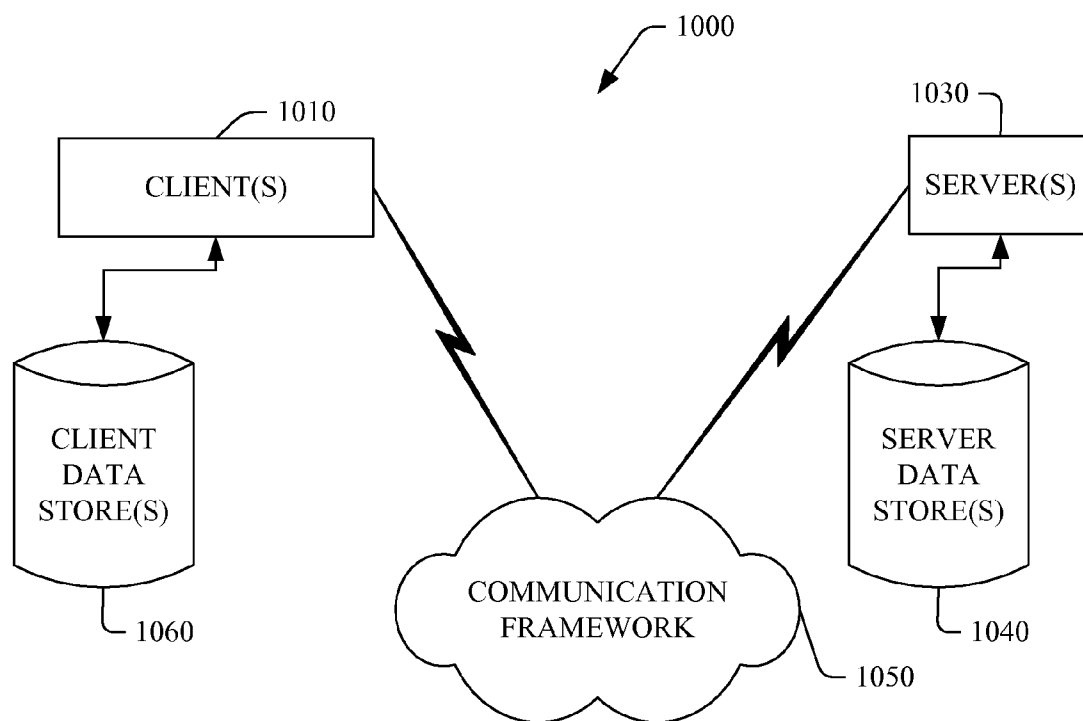 1000
1010
1030
CLIENT(S)
SERVER(S)
CLIENT
DATA
STORE(S)
SERVER
DATA
STORE(S)
COMMUNICATION
FRAMEWORK
1060
1040
1050